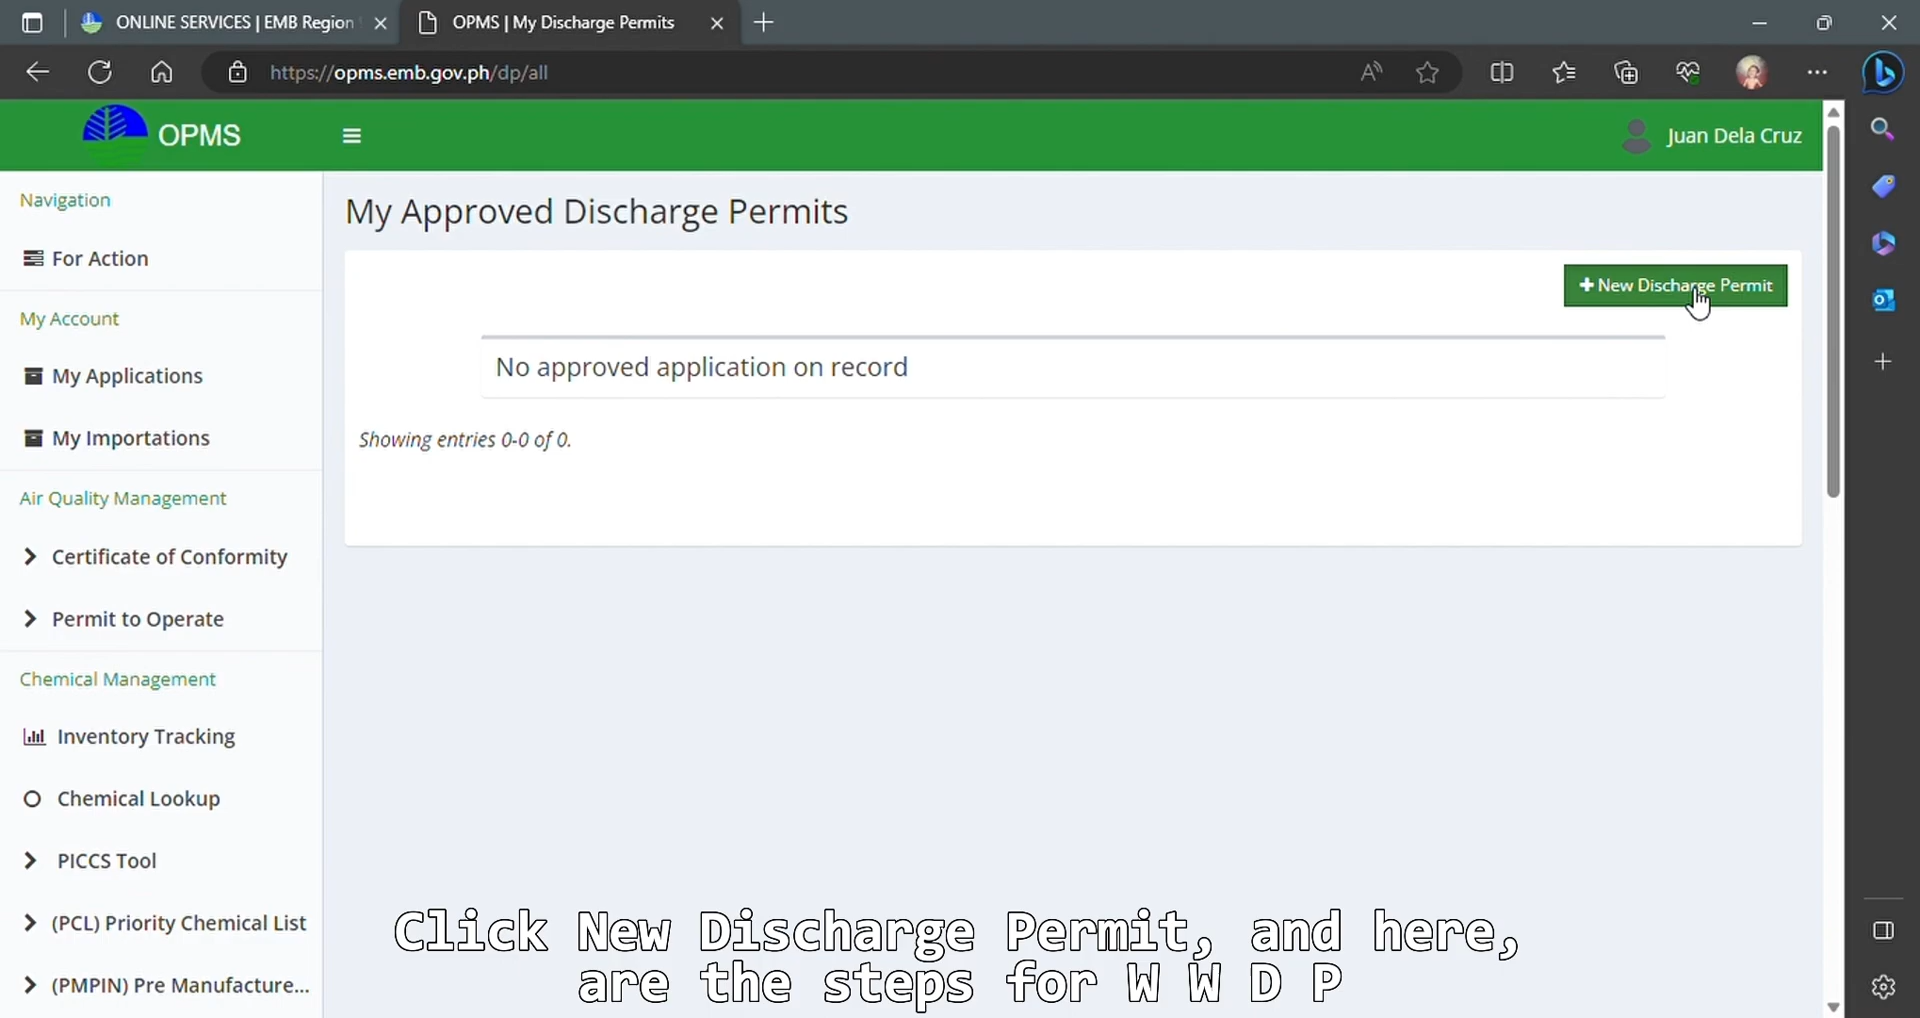 ONLINE SERVICES | EMB Region
OPMS | My Discharge Permits
https://opms.emb.gov.ph/dp/all
OPMS
Juan Dela Cruz
Navigation
For Action
My Account
My Applications
My Importations
Air Quality Management
Certificate of Conformity
Permit to Operate
Chemical Management
Inventory Tracking
Chemical Lookup
PICCS Tool
(PCL) Priority Chemical List
(PMPIN) Pre Manufacture...
My Approved Discharge Permits
+ New Discharge Permit
No approved application on record
Showing entries 0-0 of 0.
Click New Discharge Permit, and here,
are the steps for W W D P